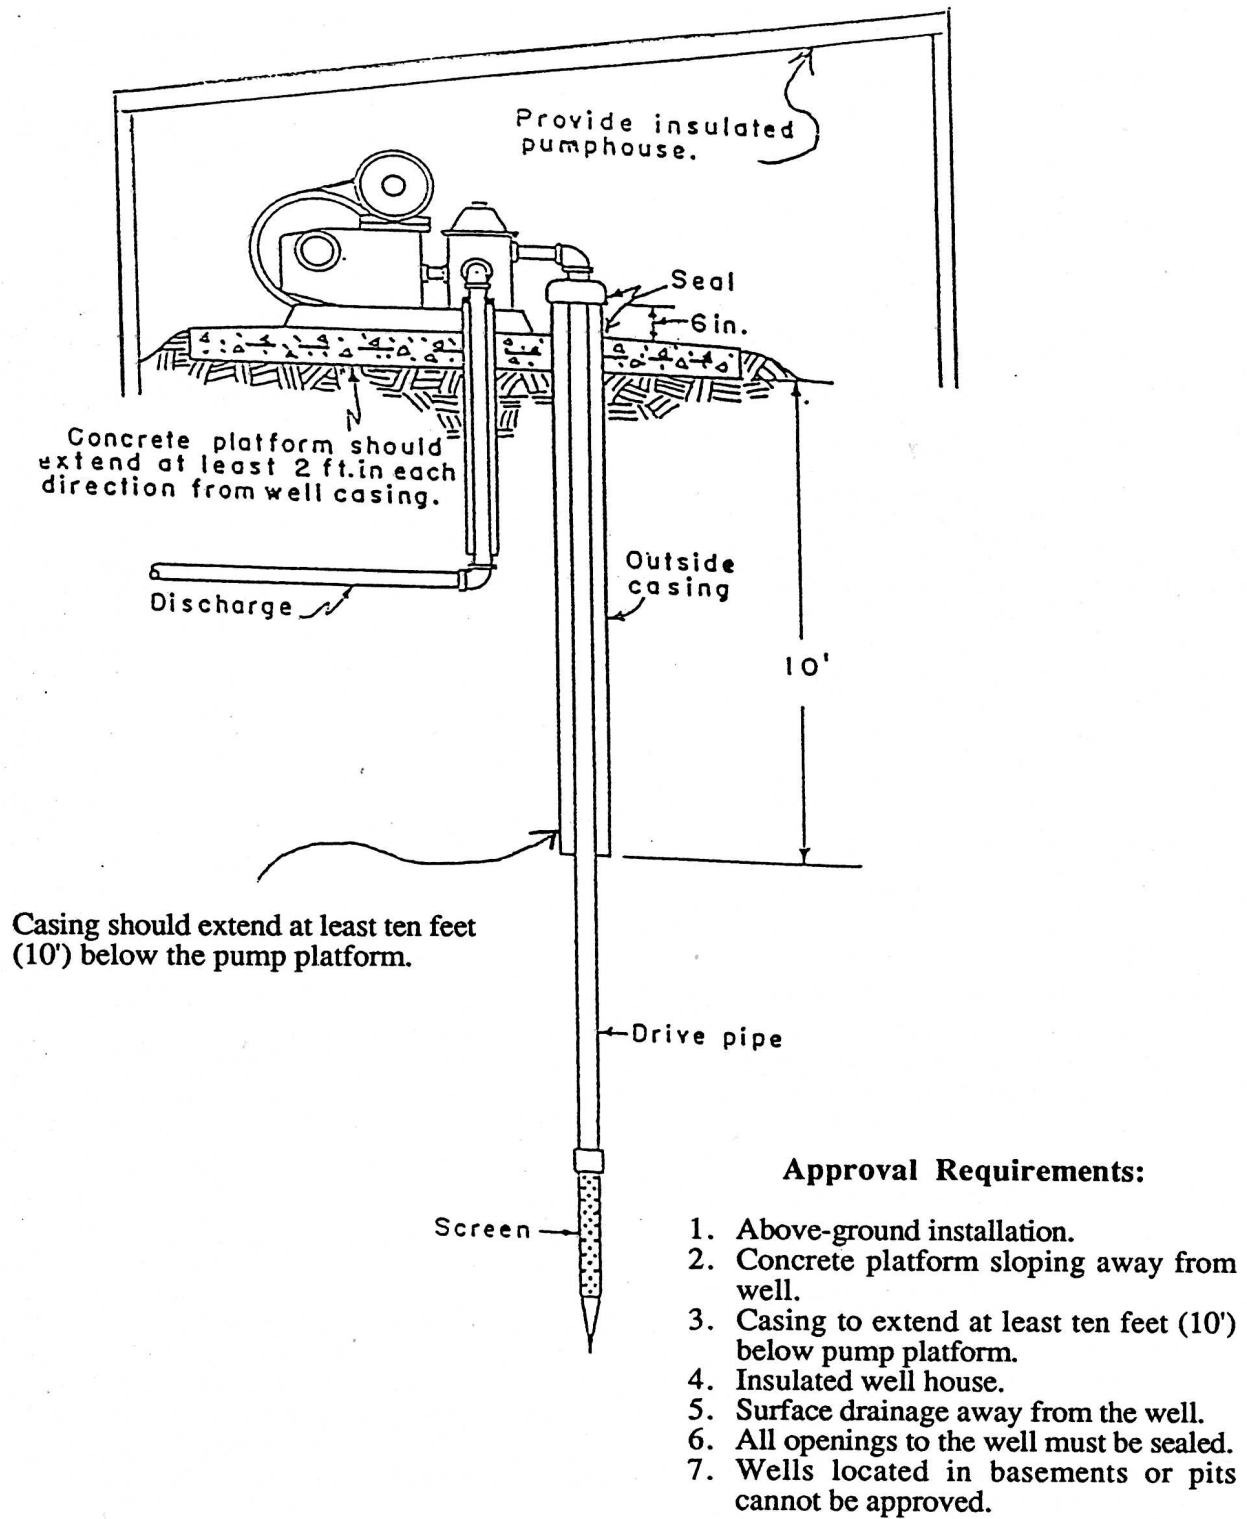 Provide insulated
pumphouse.
Seal
6 in.
Concrete platform should
extend at least 2 ft. in each
direction from well casing.
Outside
casing
Discharge
10'
Casing should extend at least ten feet
(10') below the pump platform.
Drive pipe
Screen
Approval Requirements:
1. Above-ground installation.
2. Concrete platform sloping away from
well.
3. Casing to extend at least ten feet (10')
below pump platform.
4. Insulated well house.
5. Surface drainage away from the well.
6. All openings to the well must be sealed.
7. Wells located in basements or pits
cannot be approved.